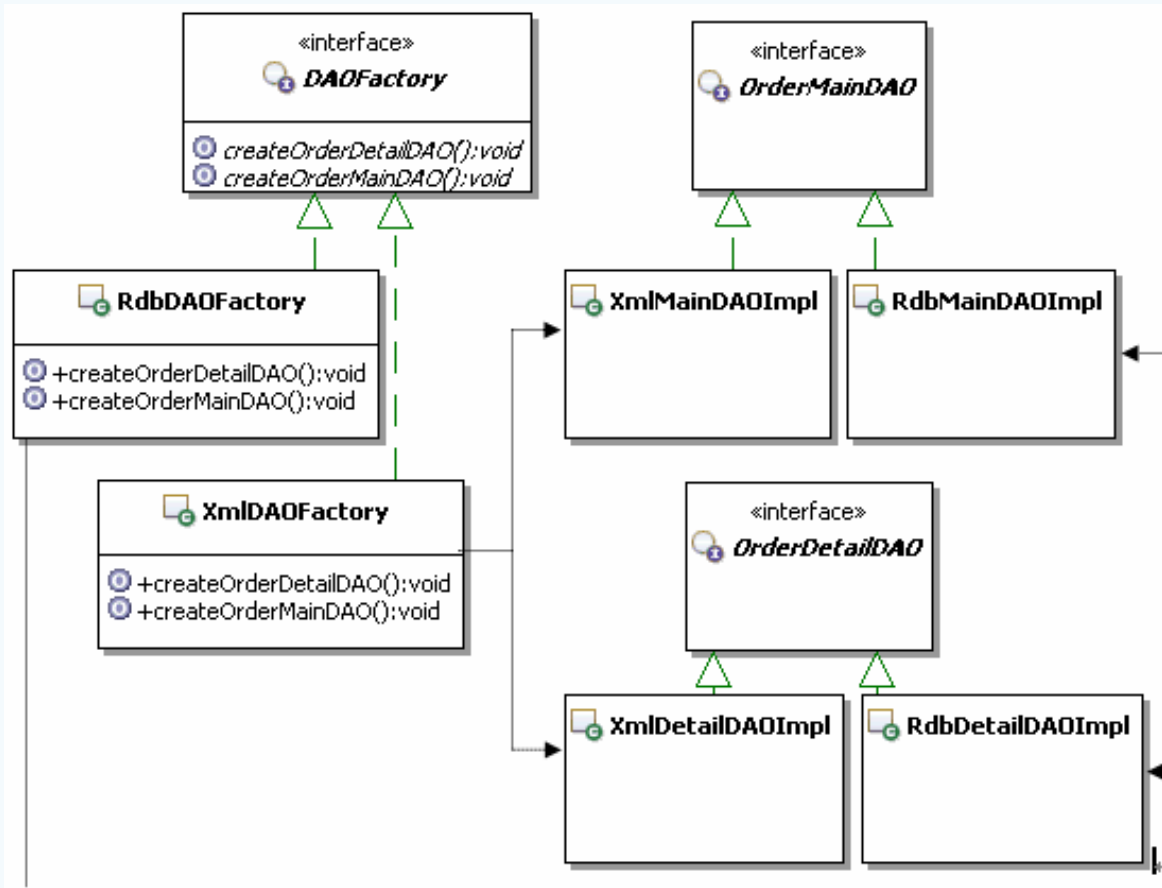 «interface»
DAOFactory
createOrderDetailDAO():void
createOrderMainDAO():void
«interface»
OrderMainDAO
RdbDAOFactory
+createOrderDetailDAO():void
+createOrderMainDAO():void
XmlMainDAOImpl
RdbMainDAOImpl
XmlDAOFactory
+createOrderDetailDAO():void
+createOrderMainDAO():void
«interface»
OrderDetailDAO
XmlDetailDAOImpl
RdbDetailDAOImpl